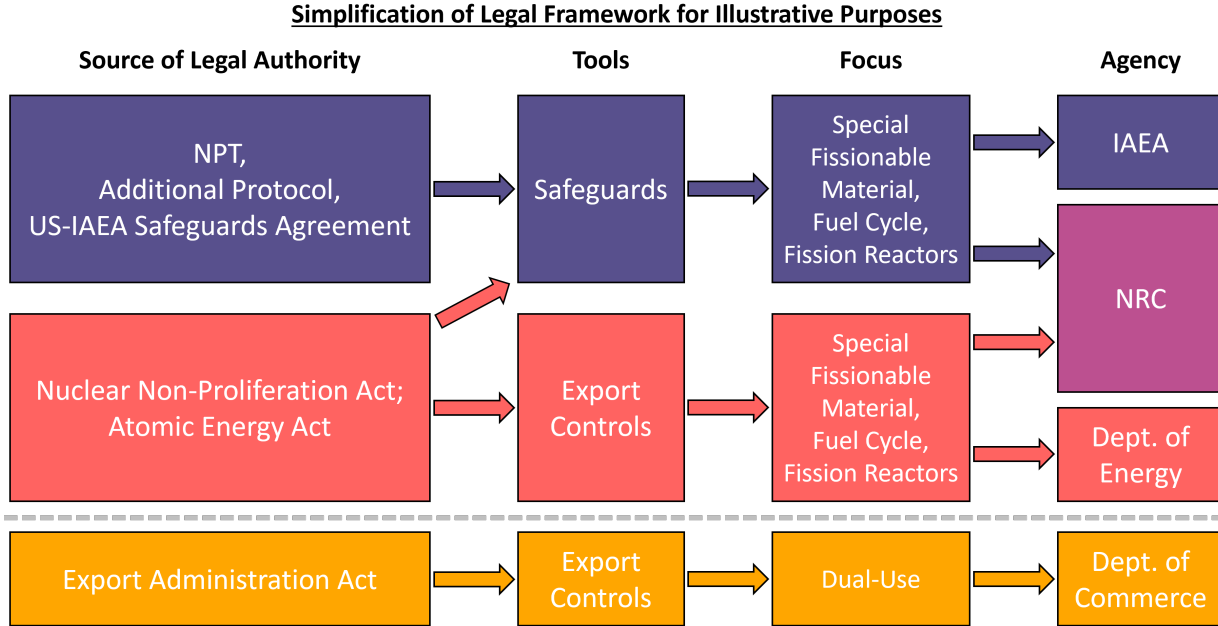 Simplification of Legal Framework for Illustrative Purposes
Source of Legal Authority
Tools
Focus
Agency
NPT,
Additional Protocol,
US-IAEA Safeguards Agreement
Safeguards
Special
Fissionable
Material,
Fuel Cycle,
Fission Reactors
IAEA
NRC
Nuclear Non-Proliferation Act;
Atomic Energy Act
Export
Controls
Special
Fissionable
Material,
Fuel Cycle,
Fission Reactors
Dept. of
Energy
Export Administration Act
Export
Controls
Dual-Use
Dept. of
Commerce